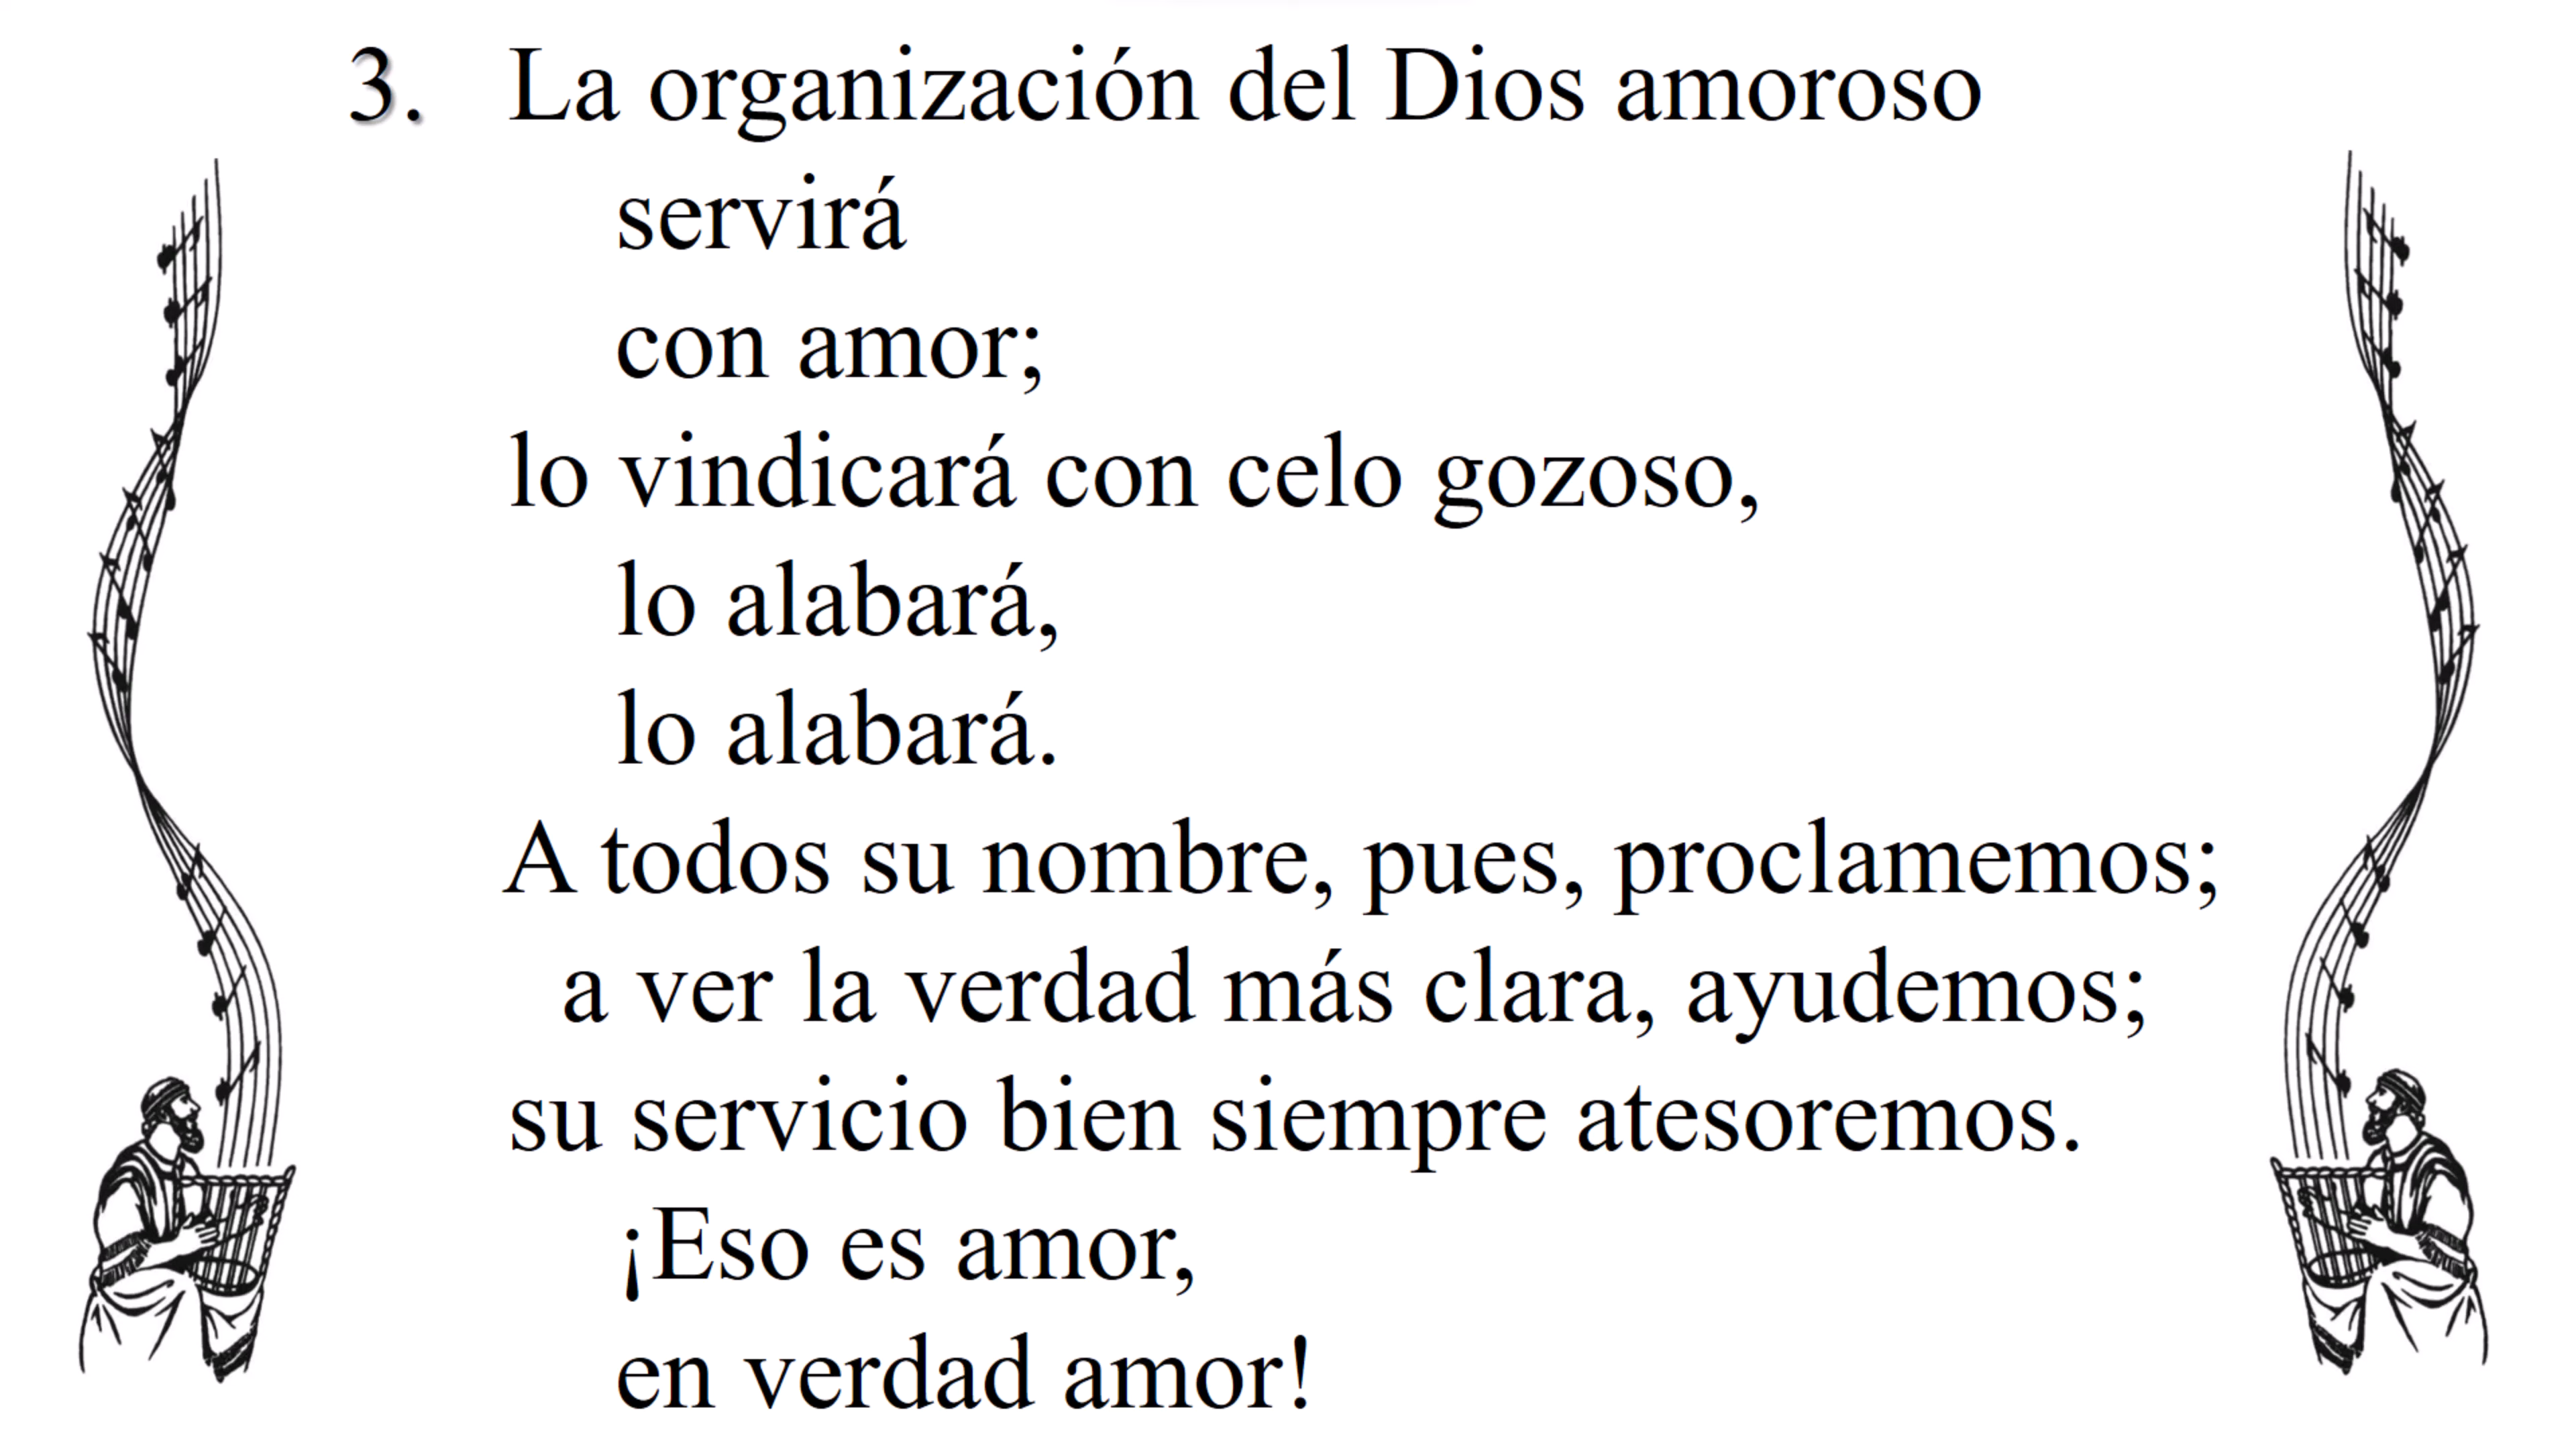 3. La organización del Dios amoroso
servirá
con amor;
lo vindicará con celo gozoso,
lo alabará,
lo alabará.
A todos su nombre, pues, proclamemos;
a ver la verdad más clara, ayudemos;
su servicio bien siempre atesoremos.
¡Eso es amor,
en verdad amor!